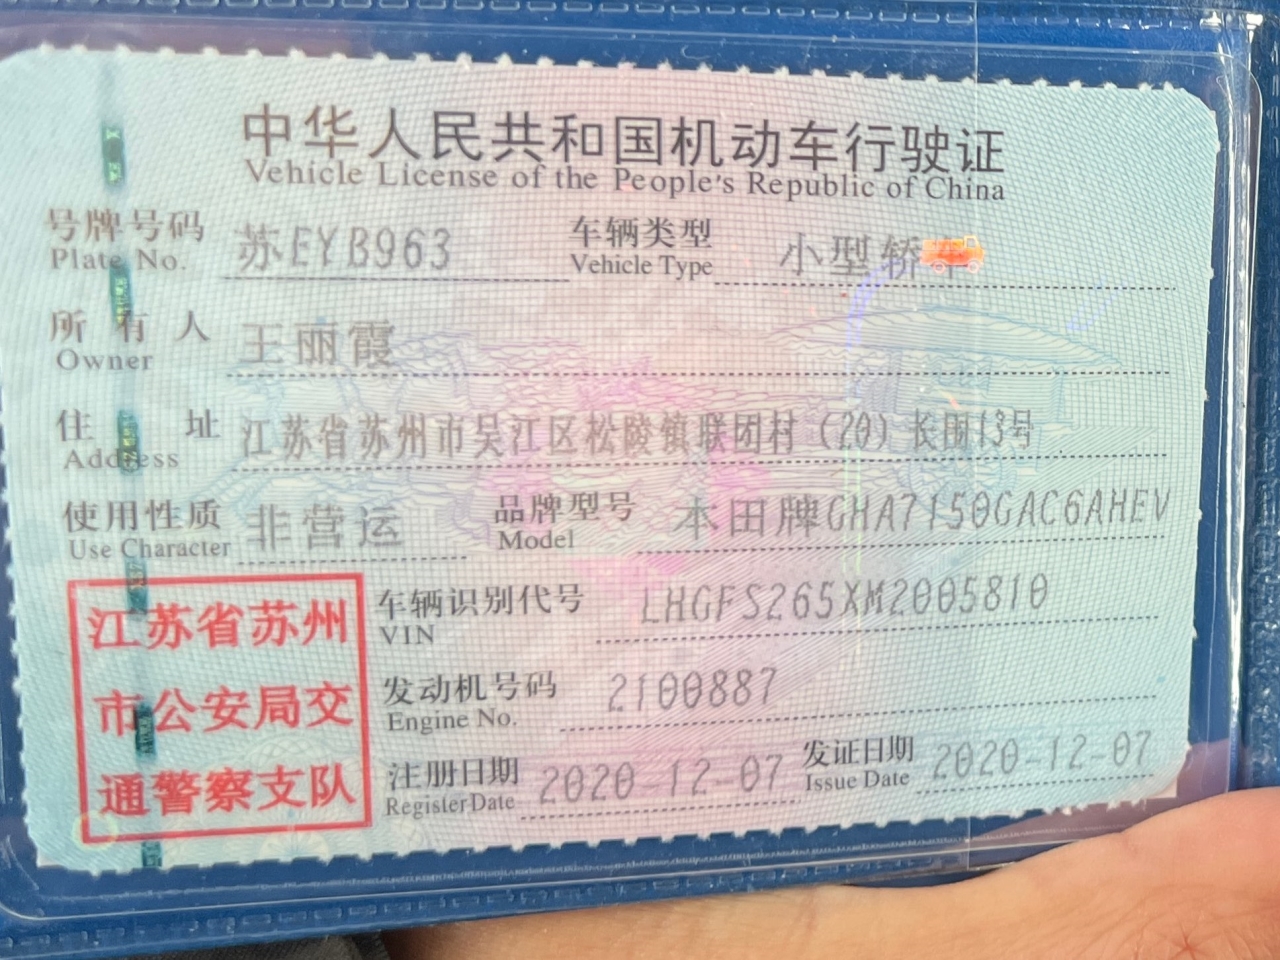 中华人民共和国机动车行驶证
Vehicle License of the People's Republic of China
号牌号码 苏EYB963 车辆类型 小型轿车
Plate No. Vehicle Type
所有人 王丽霞
Owner
住址 江苏省苏州市吴江区松陵镇联团村（20）长围13号
Address
使用性质 非营运 品牌型号 本田牌GHA7150GAC6AHEV
Use Character Model
江苏省苏州
市公安局交
通警察支队
车辆识别代号 LHGFS265XM2005810
VIN
发动机号码 2100887
Engine No.
注册日期 2020-12-07 发证日期 2020-12-07
Register Date Issue Date